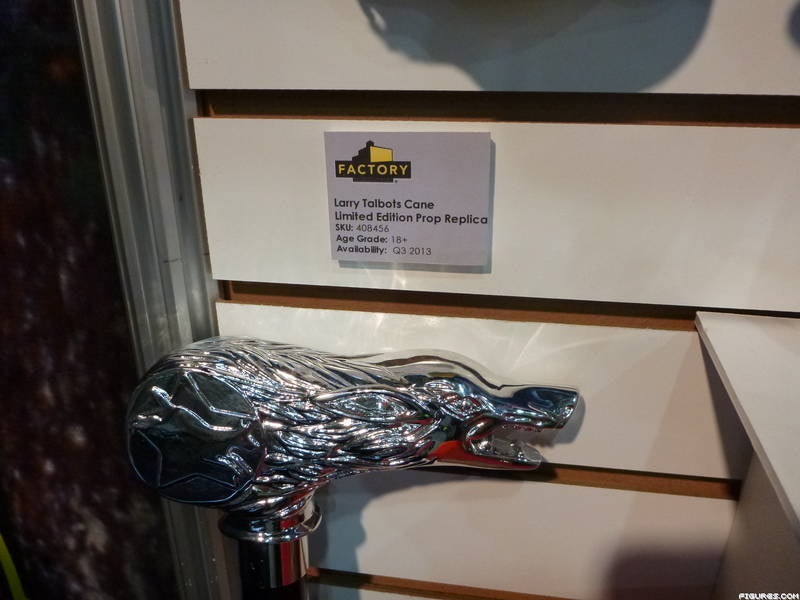 FACTORY
Larry Talbots Cane
Limited Edition Prop Replica
SKU: 408456
Age Grade: 18+
Availability: Q3 2013
FIGURES.COM